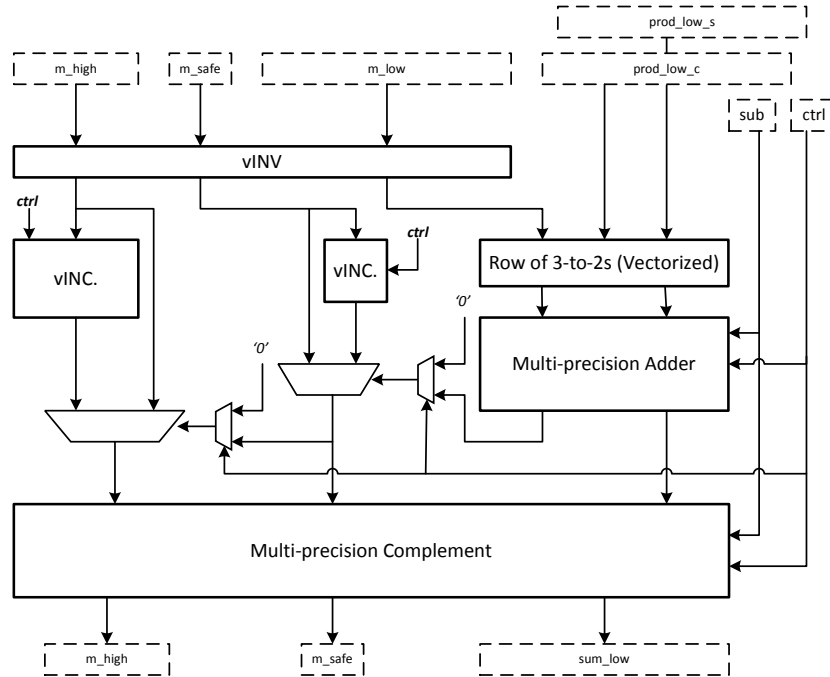 prod_low_s
m_high
m_safe
m_low
prod_low_c
sub
ctrl
vINV
ctrl
ctrl
vINC.
vINC.
Row of 3-to-2s (Vectorized)
'0'
Multi-precision Adder
'0'
Multi-precision Complement
m_high
m_safe
sum_low